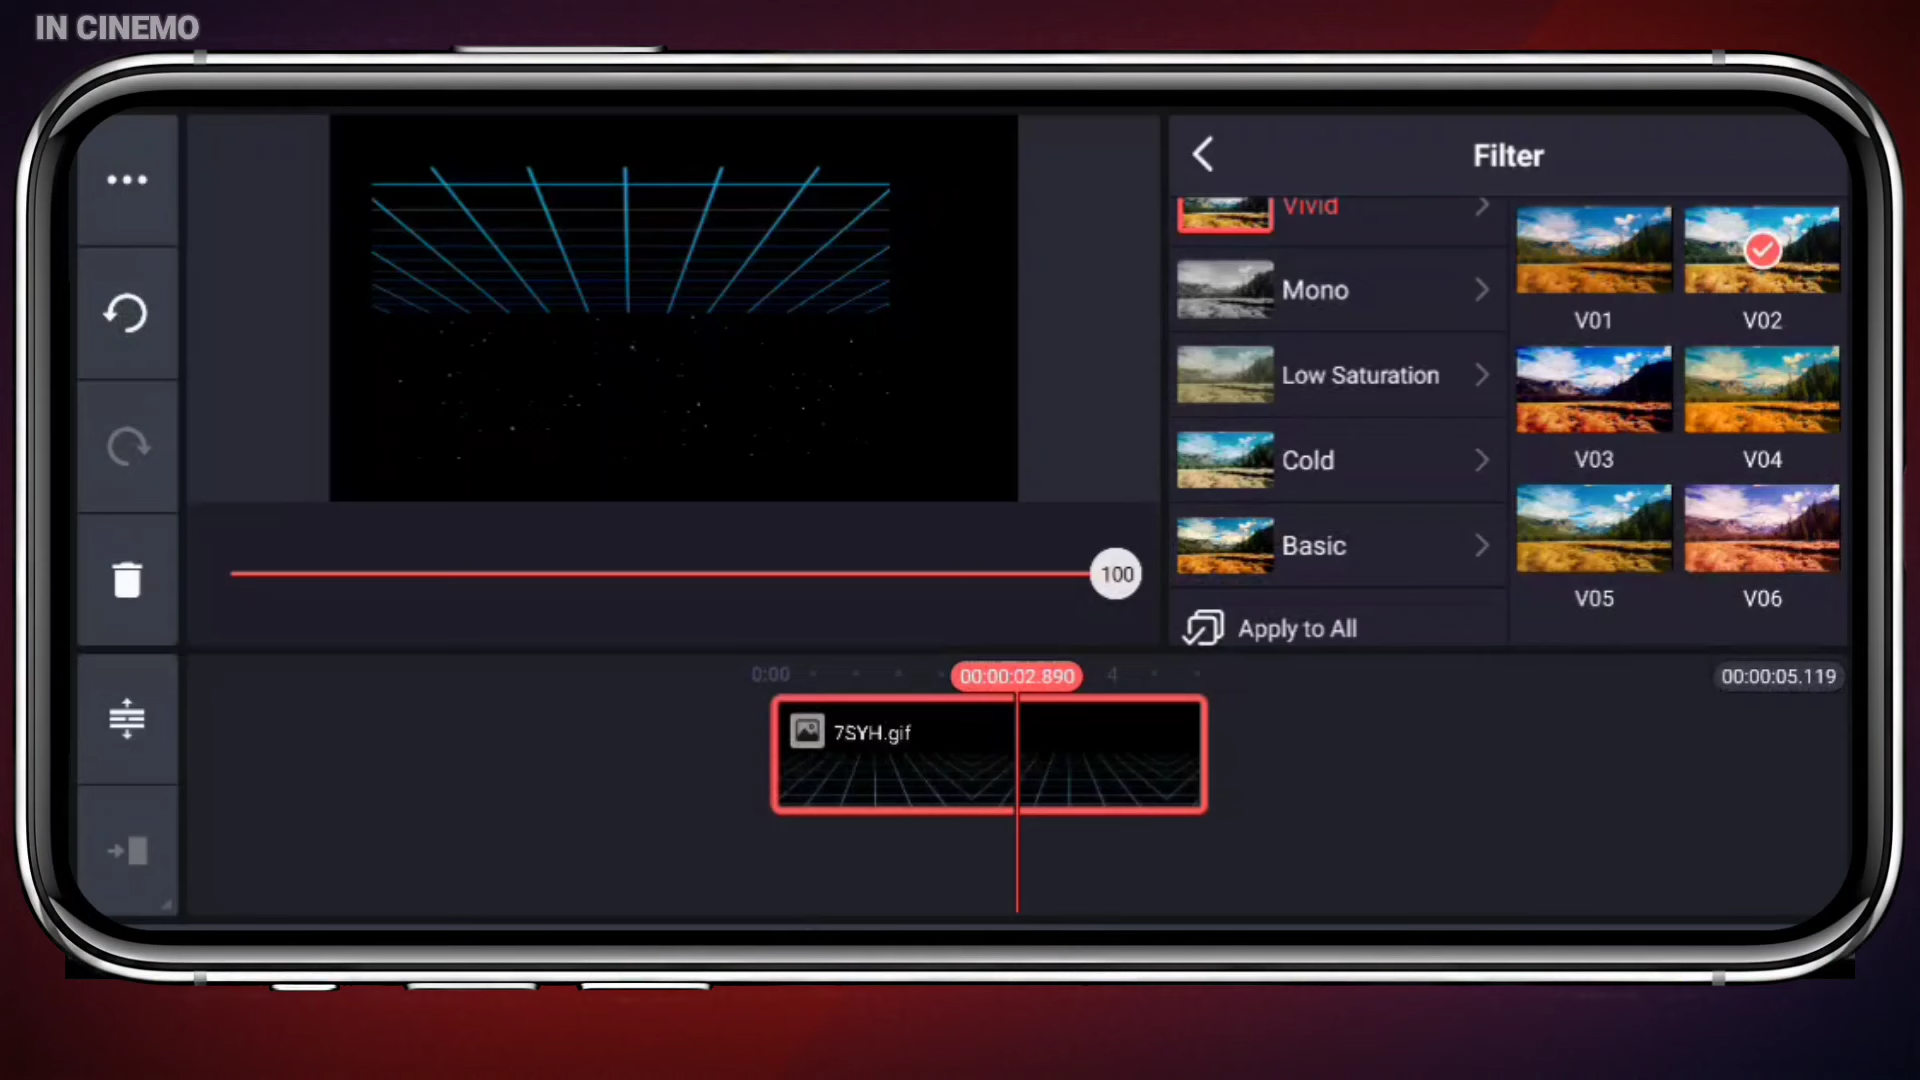 IN CINEMO
Filter
Vivid
Mono
Low Saturation
Cold
Basic
Apply to All
V01
V02
V03
V04
V05
V06
100
0:00
00:00:02.890
4
00:00:05.119
7SYH.gif